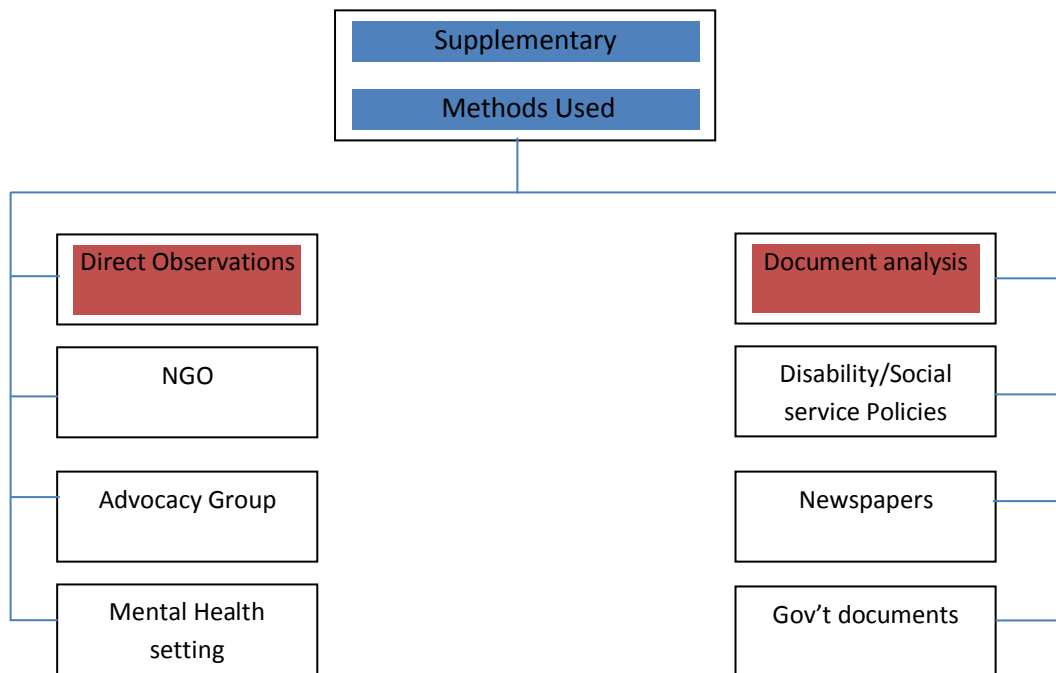 Supplementary
Methods Used
Direct Observations
NGO
Advocacy Group
Mental Health
setting
Document analysis
Disability/Social
service Policies
Newspapers
Gov't documents